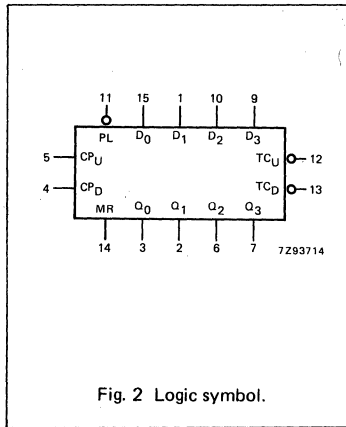 11 15 1 10 9
PL D0 D1 D2 D3
5 CPU TCU 12
4 CPD TCD 13
MR Q0 Q1 Q2 Q3
14 3 2 6 7 7Z93714
Fig. 2 Logic symbol.